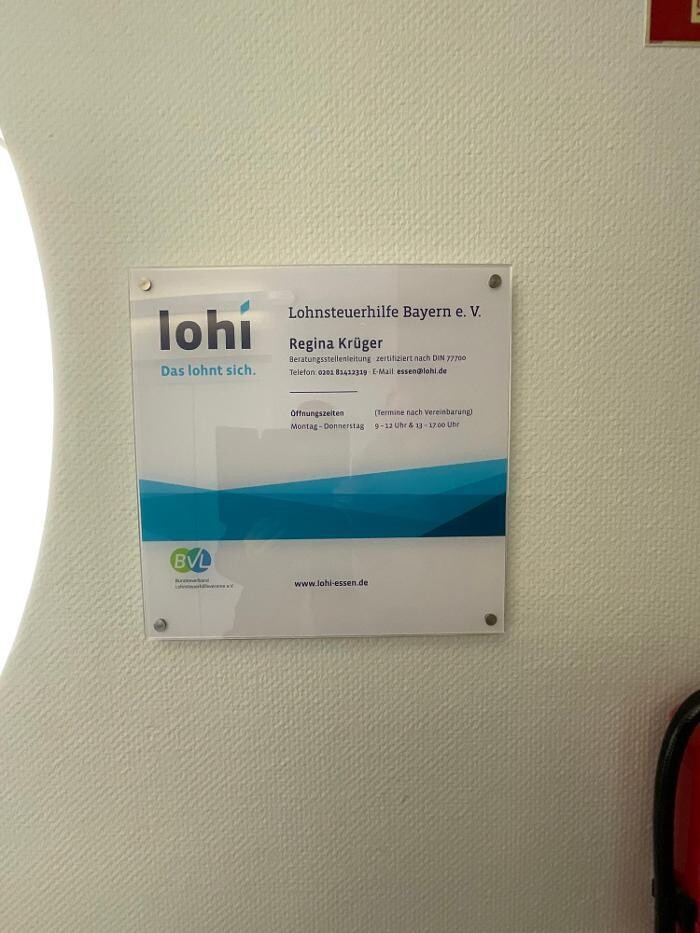 lohi
Das lohnt sich.
Lohnsteuerhilfe Bayern e. V.
Regina Krüger
Beratungsstellenleitung · zertifiziert nach DIN 77700
Telefon: 0201 81412319 · E-Mail: essen@lohi.de
Öffnungszeiten (Termine nach Vereinbarung)
Montag – Donnerstag 9 – 12 Uhr & 13 – 17.00 Uhr
BVL
Bundesverband
Lohnsteuerhilfevereine e.V.
www.lohi-essen.de